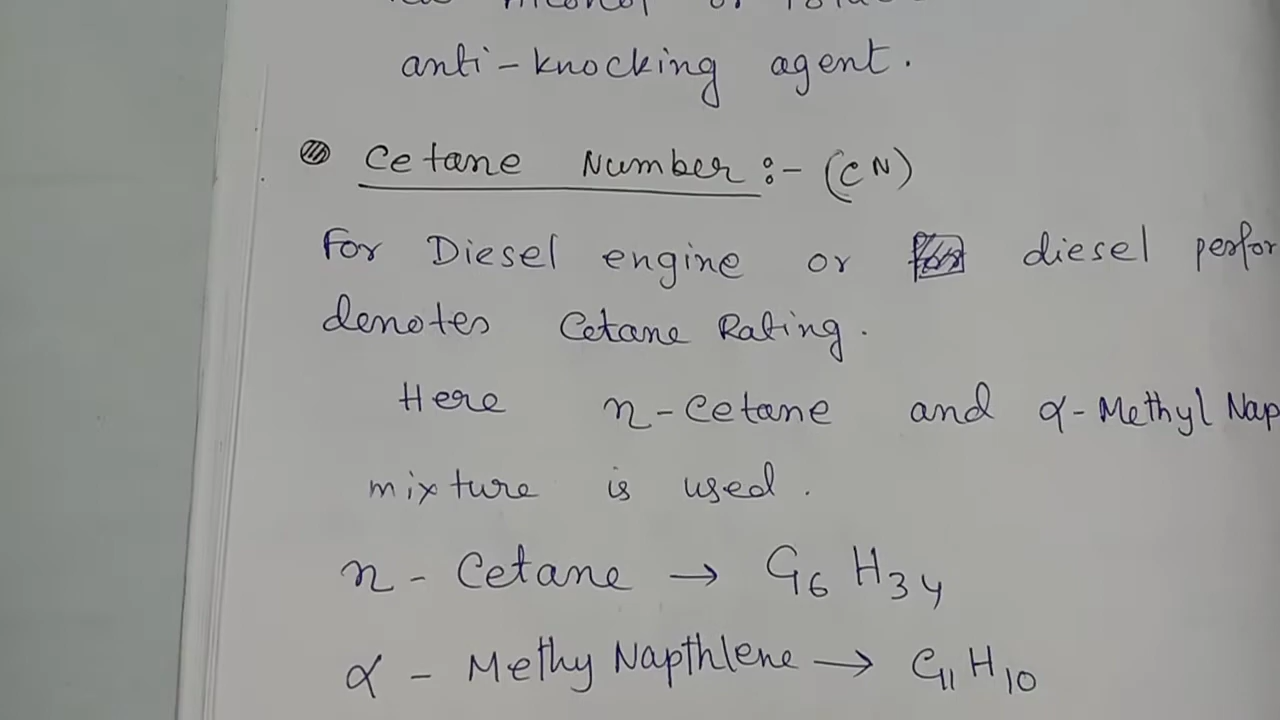 anti-knocking agent.
Cetane Number :- (CN)
For Diesel engine or diesel perfor
denotes Cetane Rating.
Here n-Cetane and α-Methyl Nap
mixture is used.
n - Cetane → C16 H34
α - Methy Napthlene → C11 H10